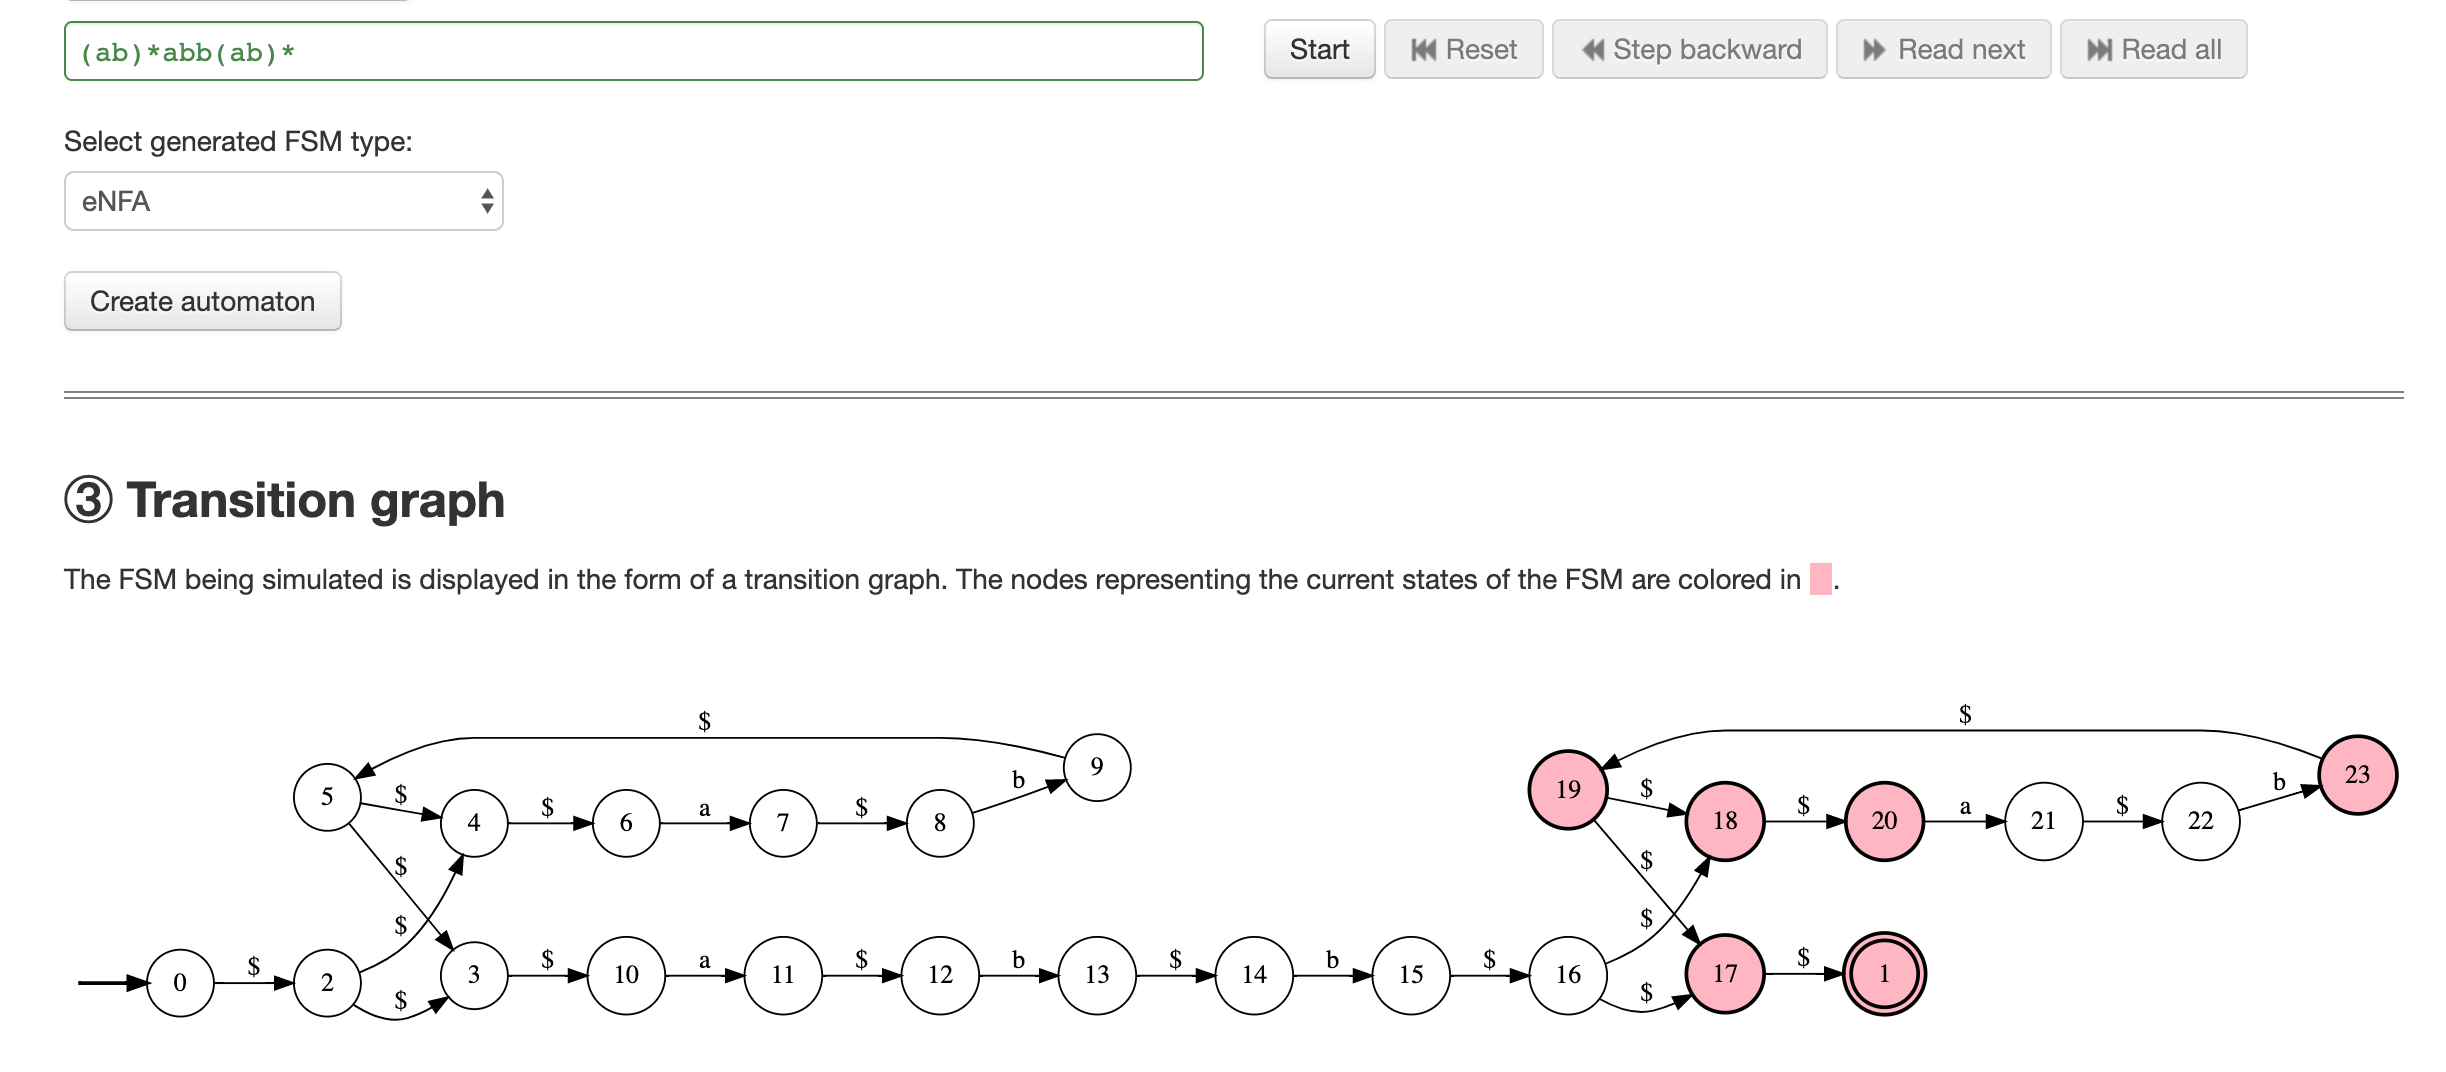 (ab)*abb(ab)*
Start Reset Step backward Read next Read all
Select generated FSM type:
eNFA
Create automaton
③ Transition graph
The FSM being simulated is displayed in the form of a transition graph. The nodes representing the current states of the FSM are colored in .
$ $
5 $ 4 $ 6 a 7 $ 8 b 9 19 $ 18 $ 20 a 21 $ 22 b 23
$ $
$ $
0 $ 2 $ 3 $ 10 a 11 $ 12 b 13 $ 14 b 15 $ 16 $ 17 $ 1